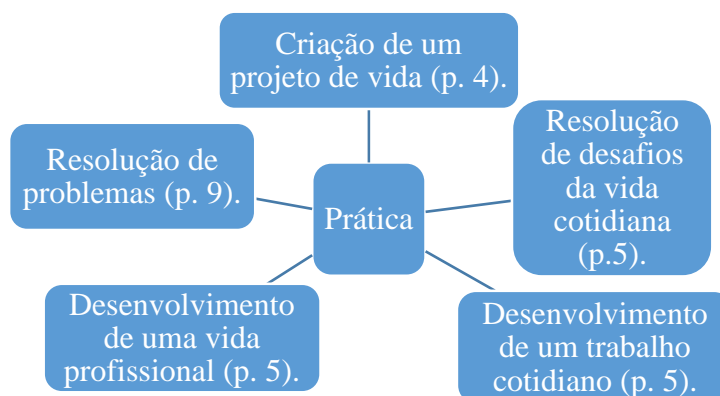 Criação de um
projeto de vida (p. 4).
Resolução de
problemas (p. 9).
Resolução
de desafios
da vida
cotidiana
(p.5).
Prática
Desenvolvimento
de uma vida
profissional (p. 5).
Desenvolvimento
de um trabalho
cotidiano (p. 5).